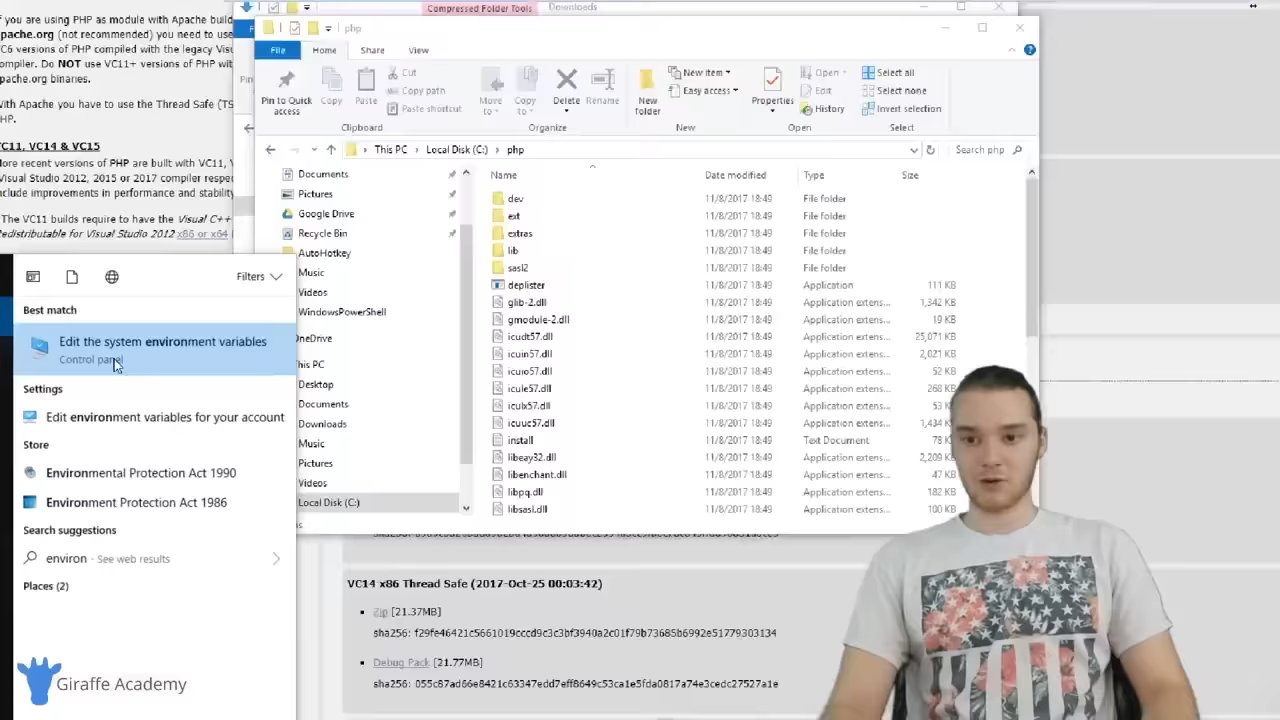 f you are using PHP as module with Apache build
pache.org (not recommended) you need to use
C6 versions of PHP compiled with the legacy Visu
compiler. Do NOT use VC11+ versions of PHP wit
pache.org binaries.
With Apache you have to use the Thread Safe (TS
PHP.
VC11, VC14 & VC15
More recent versions of PHP are built with VC11, V
Visual Studio 2012, 2015 or 2017 compiler respec
include improvements in performance and stability
The VC11 builds require to have the Visual C++
Redistributable for Visual Studio 2012 x86 or x64 i
Compressed Folder Tools
Downloads
php
File
Home
Share
View
Pin to Quick access
Copy
Paste
Cut
Copy path
Paste shortcut
Clipboard
Move to
Copy to
Delete
Rename
Organize
New folder
New item
Easy access
New
Properties
Open
Edit
History
Open
Select all
Select none
Invert selection
Select
This PC › Local Disk (C:) › php
Search php
Documents
Pictures
Google Drive
Recycle Bin
AutoHotkey
Music
Videos
WindowsPowerShell
OneDrive
This PC
Desktop
Documents
Downloads
Music
Pictures
Videos
Local Disk (C:)
Name Date modified Type Size
dev 11/8/2017 18:49 File folder
ext 11/8/2017 18:49 File folder
extras 11/8/2017 18:49 File folder
lib 11/8/2017 18:49 File folder
sasl2 11/8/2017 18:49 File folder
deplister 11/8/2017 18:49 Application 111 KB
glib-2.dll 11/8/2017 18:49 Application extens... 1,342 KB
gmodule-2.dll 11/8/2017 18:49 Application extens... 19 KB
icudt57.dll 11/8/2017 18:49 Application extens... 25,071 KB
icuin57.dll 11/8/2017 18:49 Application extens... 2,021 KB
icuio57.dll 11/8/2017 18:49 Application extens... 52 KB
icule57.dll 11/8/2017 18:49 Application extens... 268 KB
iculx57.dll 11/8/2017 18:49 Application extens... 53 K
icuuc57.dll 11/8/2017 18:49 Application extens... 1,434 K
install 11/8/2017 18:49 Text Document 78 K
libeay32.dll 11/8/2017 18:49 Application extens... 2,209 KB
libenchant.dll 11/8/2017 18:49 Application extens... 47 KB
libpq.dll 11/8/2017 18:49 Application extens... 182 KB
libsasl.dll 11/8/2017 18:49 Application extens... 100 KB
Filters
Best match
Edit the system environment variables
Control panel
Settings
Edit environment variables for your account
Store
Environmental Protection Act 1990
Environment Protection Act 1986
Search suggestions
environ - See web results
Places (2)
Giraffe Academy
VC14 x86 Thread Safe (2017-Oct-25 00:03:42)
Zip [21.37MB]
sha256: f29fe46421c5661019cccd9c3c3bf3940a2c01f79b73685b6992e51779303134
Debug Pack [21.77MB]
sha256: 055c87ad66e8421c63347edd7eff8649c53ca1e5fda0817a74e3cedc27527a1e